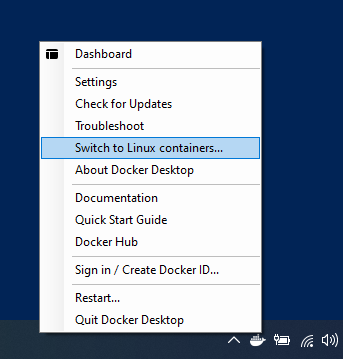 Dashboard
Settings
Check for Updates
Troubleshoot
Switch to Linux containers...
About Docker Desktop
Documentation
Quick Start Guide
Docker Hub
Sign in / Create Docker ID...
Restart...
Quit Docker Desktop